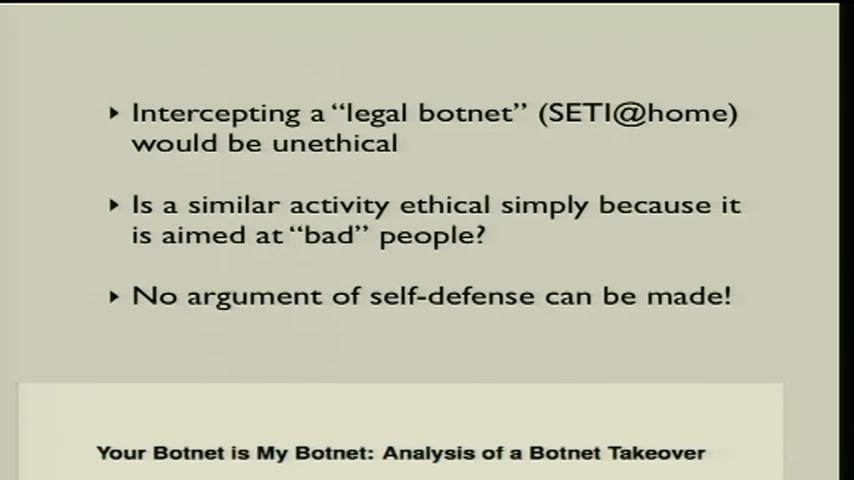 Intercepting a “legal botnet” (SETI@home)
would be unethical
Is a similar activity ethical simply because it
is aimed at “bad” people?
No argument of self-defense can be made!
Your Botnet is My Botnet: Analysis of a Botnet Takeover